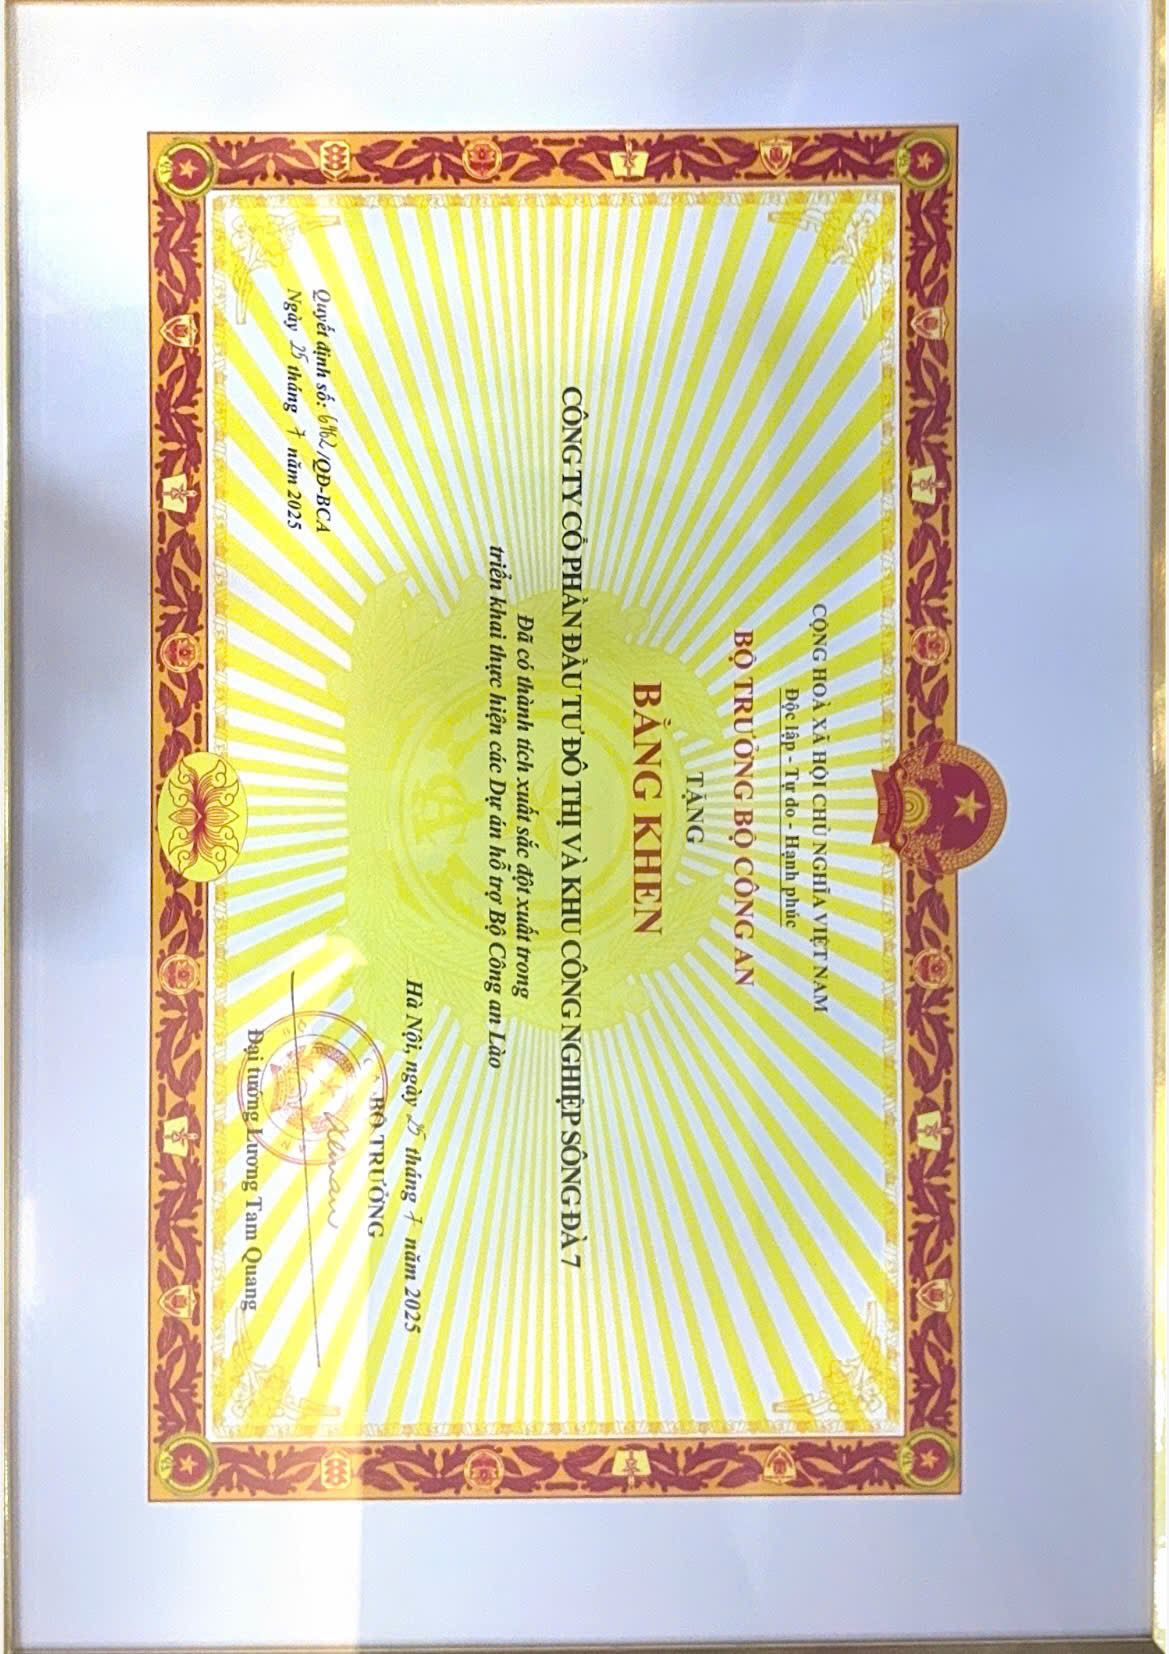 CỘNG HOÀ XÃ HỘI CHỦ NGHĨA VIỆT NAM
Độc lập - Tự do - Hạnh phúc
BỘ TRƯỞNG BỘ CÔNG AN
TẶNG
BẰNG KHEN
CÔNG TY CỔ PHẦN ĐẦU TƯ ĐÔ THỊ VÀ KHU CÔNG NGHIỆP SÔNG ĐÀ 7
Đã có thành tích xuất sắc đột xuất trong
triển khai thực hiện các Dự án hỗ trợ Bộ Công an Lào
Hà Nội, ngày 25 tháng 7 năm 2025
BỘ TRƯỞNG
Đại tướng Lương Tam Quang
Quyết định số: /QĐ-BCA
Ngày 25 tháng 7 năm 2025